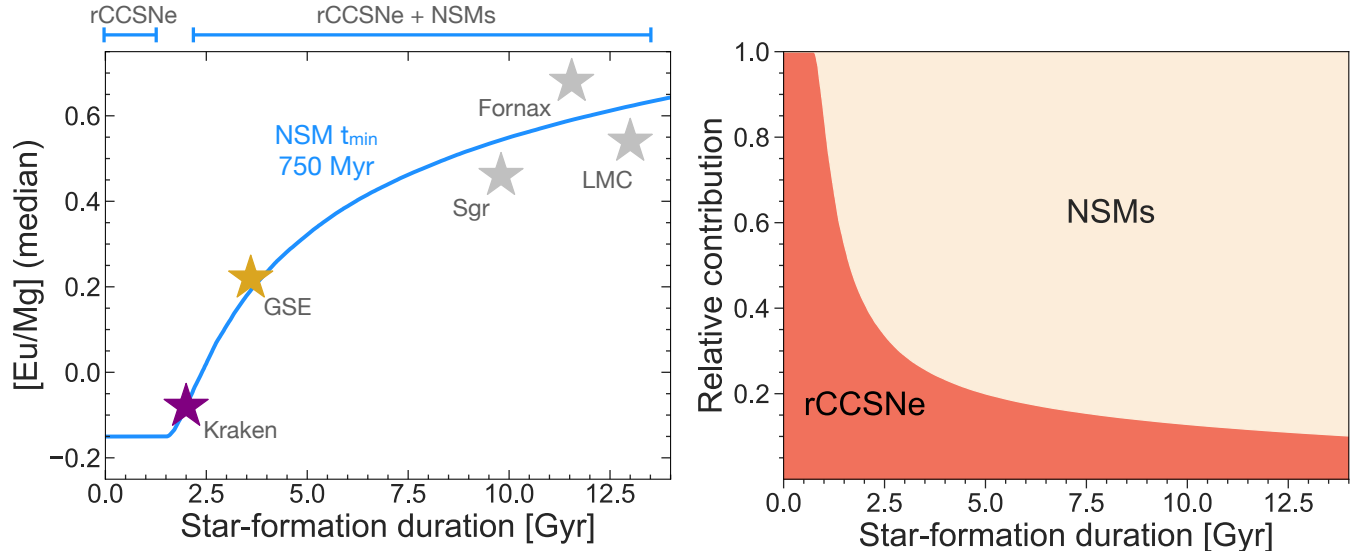 rCCSNe
rCCSNe + NSMs
[Eu/Mg] (median)
0.6
0.4
0.2
0.0
−0.2
NSM tmin
750 Myr
Fornax
LMC
Sgr
GSE
Kraken
0.0
2.5
5.0
7.5
10.0
12.5
Star-formation duration [Gyr]
Relative contribution
1.0
0.8
0.6
0.4
0.2
NSMs
rCCSNe
0.0
2.5
5.0
7.5
10.0
12.5
Star-formation duration [Gyr]